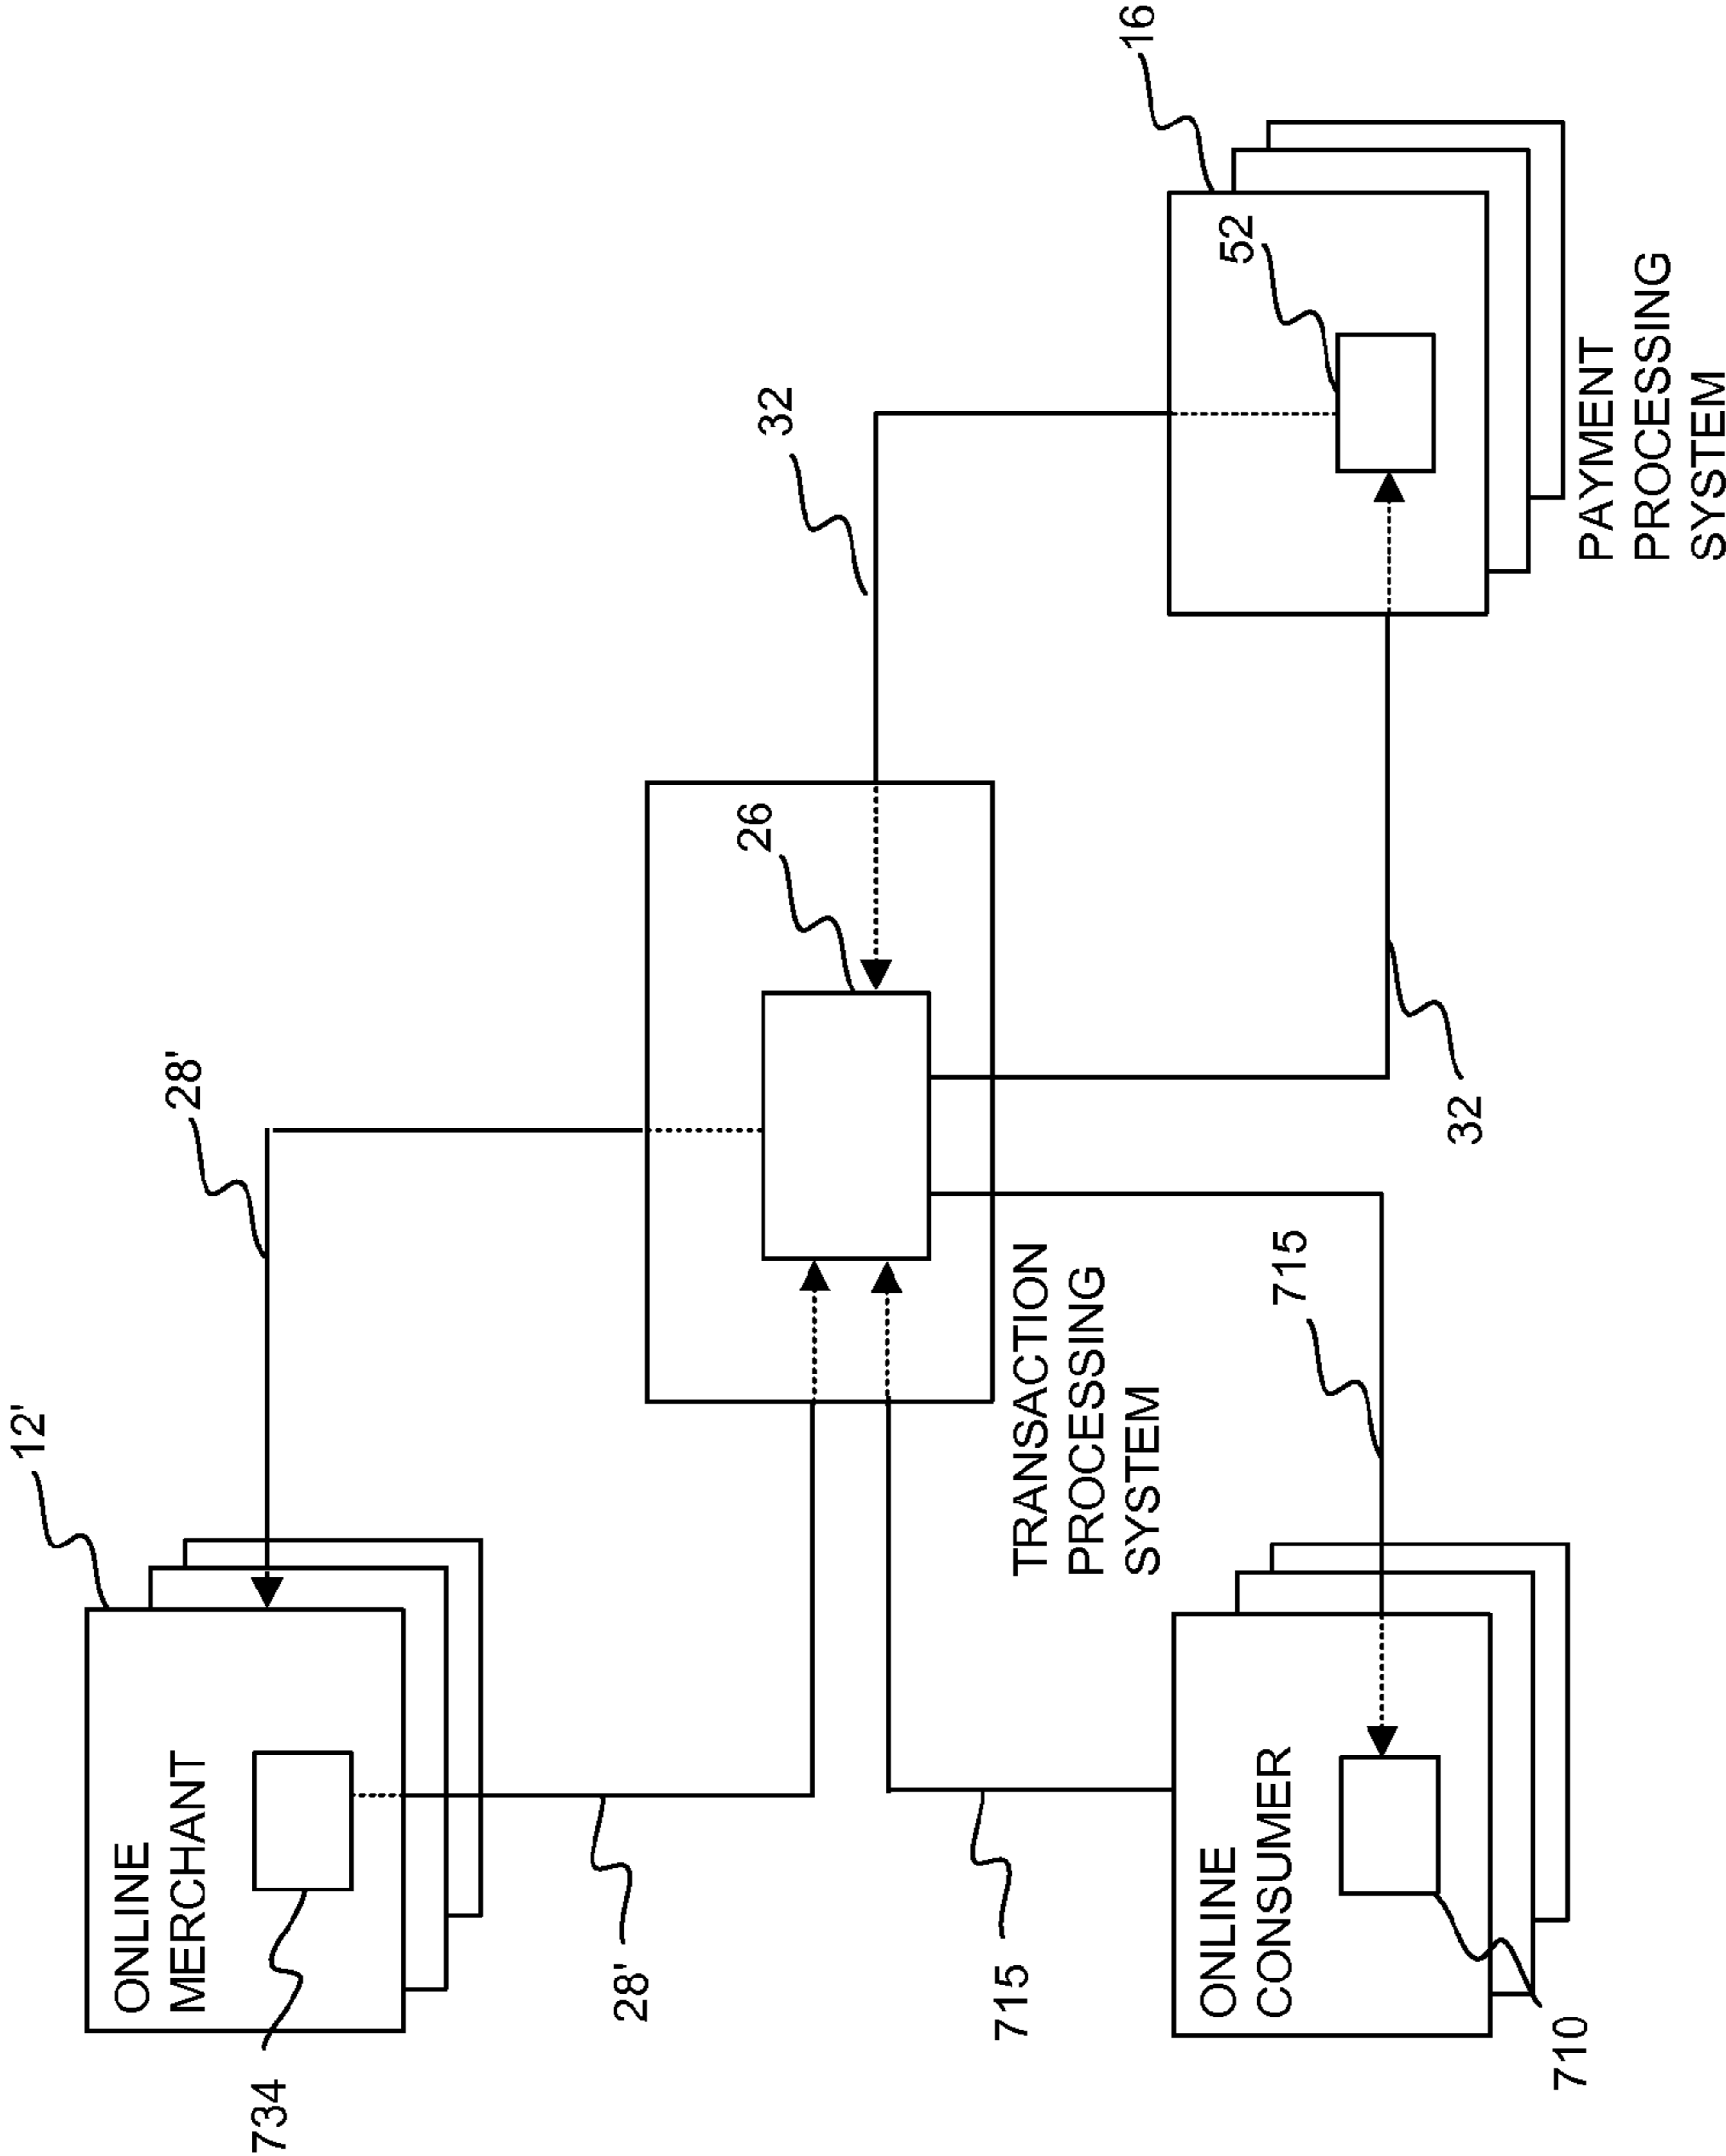 12'
28'
ONLINE
MERCHANT
734
28'
26
32
16
52
TRANSACTION
PROCESSING
SYSTEM
715
ONLINE
CONSUMER
710
715
32
PAYMENT
PROCESSING
SYSTEM